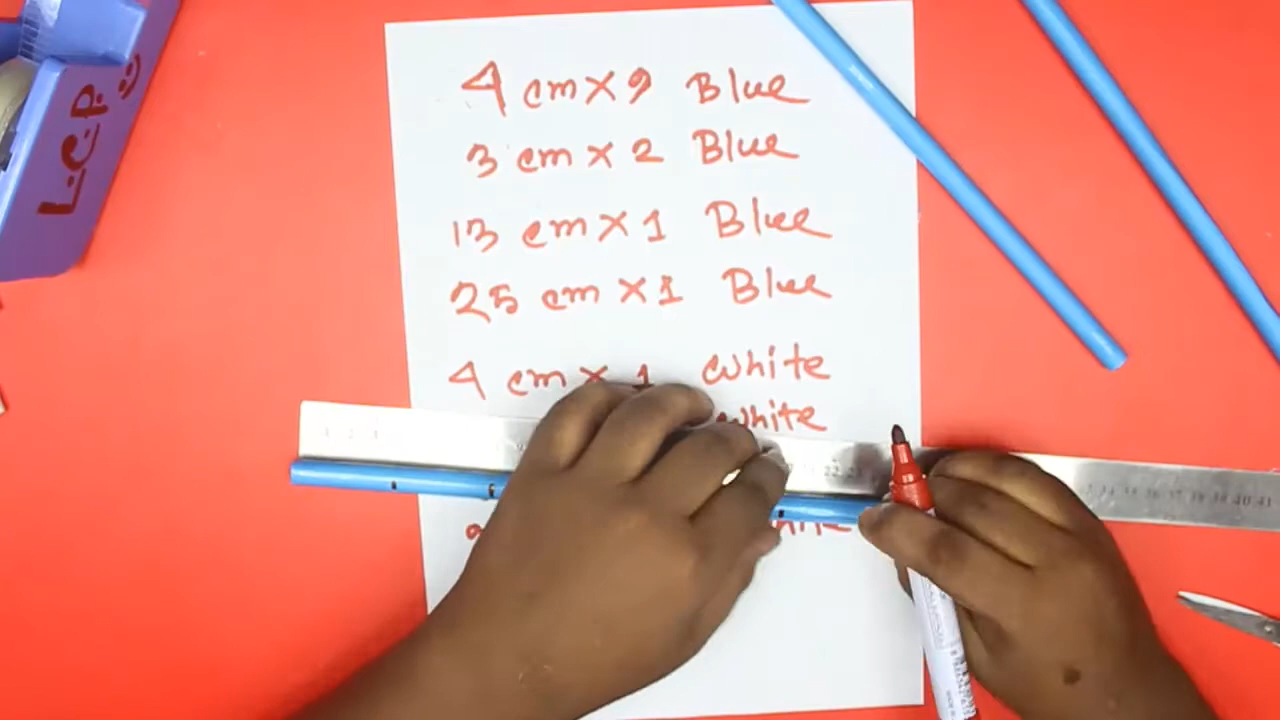 L.C.P.
4 cm X 9 Blue
3 cm X 2 Blue
13 cm X 1 Blue
25 cm X 1 Blue
4 cm X 1 White
White